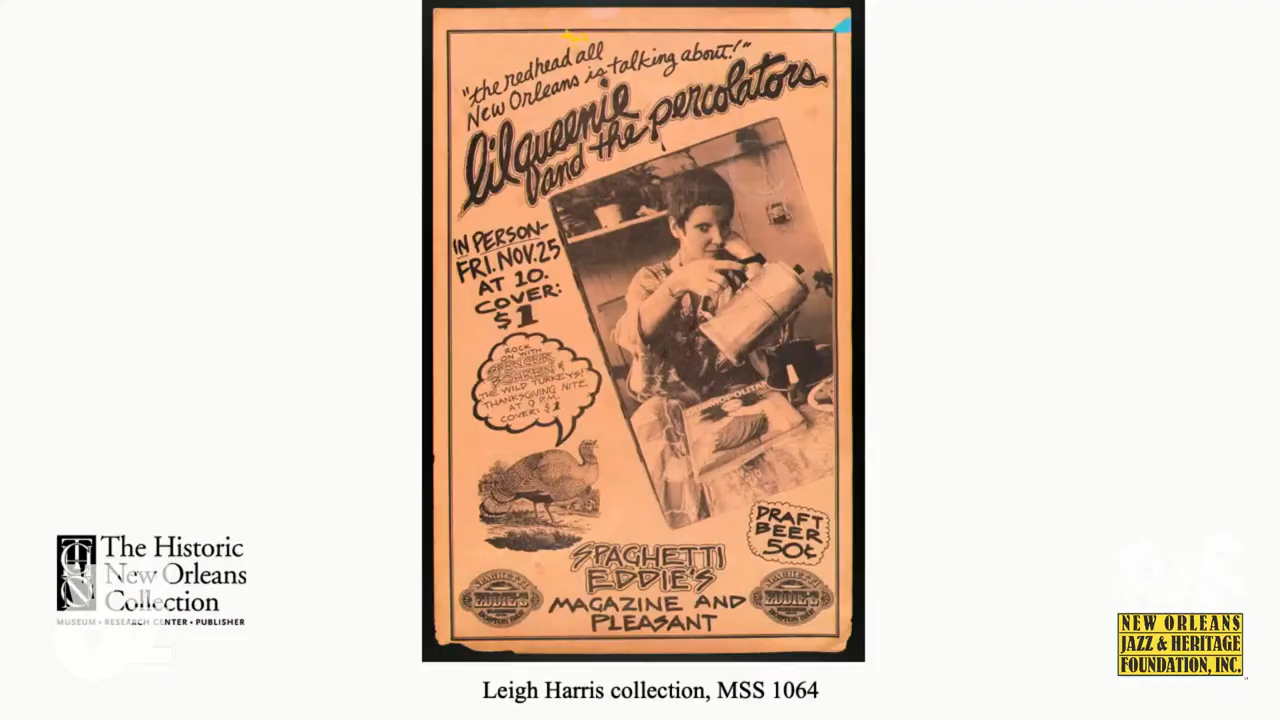 "the redhead all
New Orleans is talking about!"
lil queenie
and the percolators
IN PERSON-
FRI. NOV. 25
AT 10.
COVER:
$1
ROCK
ON WITH
SPENCER
BOHREN &
THE WILD TURKEYS!
THANKSGIVING NITE
AT 9 P.M.
COVER: $1
DRAFT
BEER
50¢
SPAGHETTI
EDDIE'S
MAGAZINE AND
PLEASANT
SPAGHETTI
EDDIE'S
SPAGHETTI
EDDIE'S
The Historic
New Orleans
Collection
MUSEUM • RESEARCH CENTER • PUBLISHER
NEW ORLEANS
JAZZ & HERITAGE
FOUNDATION, INC.
Leigh Harris collection, MSS 1064